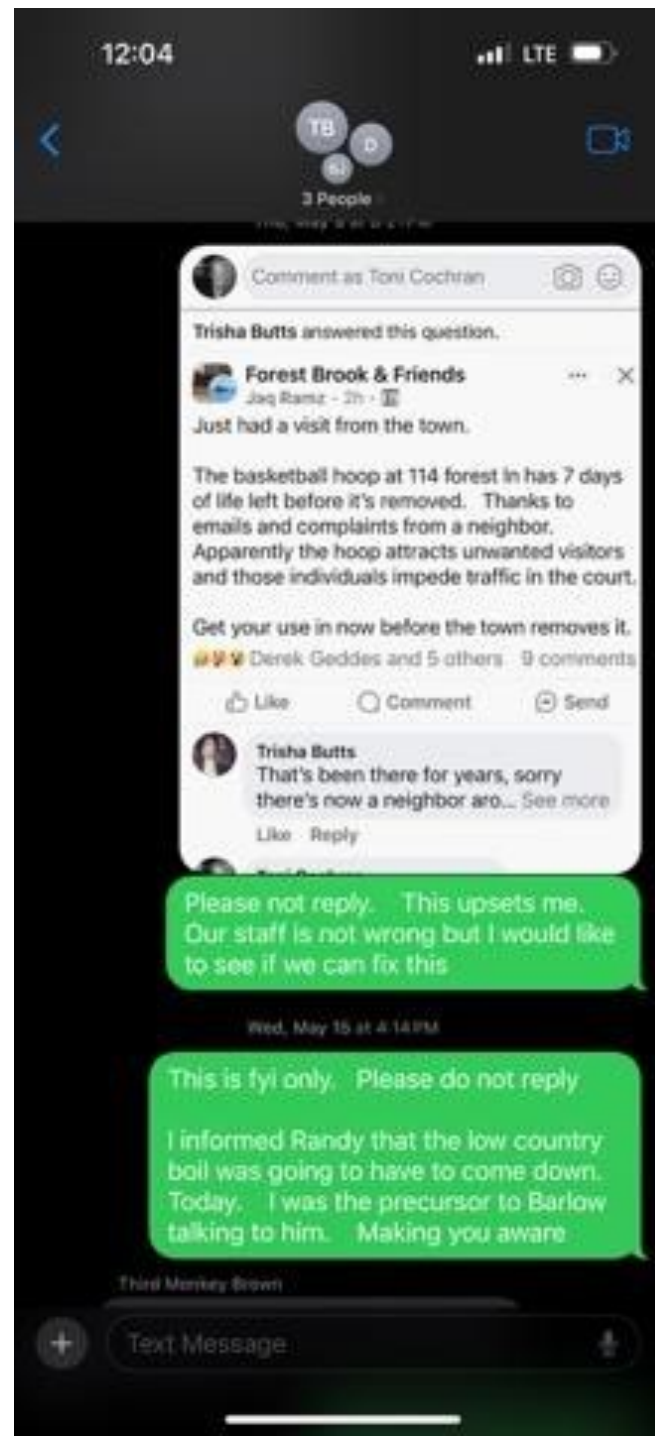 12:04
LTE
TB
D
3 People
Comment as Toni Cochran
Trisha Butts answered this question.
Forest Brook & Friends
Jaq Ramz - 2h -
Just had a visit from the town.
The basketball hoop at 114 forest ln has 7 days
of life left before it's removed. Thanks to
emails and complaints from a neighbor.
Apparently the hoop attracts unwanted visitors
and those individuals impede traffic in the court.
Get your use in now before the town removes it.
Derek Geddes and 5 others 9 comments
Like Comment Send
Trisha Butts
That's been there for years, sorry
there's now a neighbor aro... See more
Like Reply
Please not reply. This upsets me.
Our staff is not wrong but I would like
to see if we can fix this
Wed, May 15 at 4:14 PM
This is fyi only. Please do not reply
I informed Randy that the low country
boil was going to have to come down.
Today. I was the precursor to Barlow
talking to him. Making you aware
Third Monkey Brown
Text Message